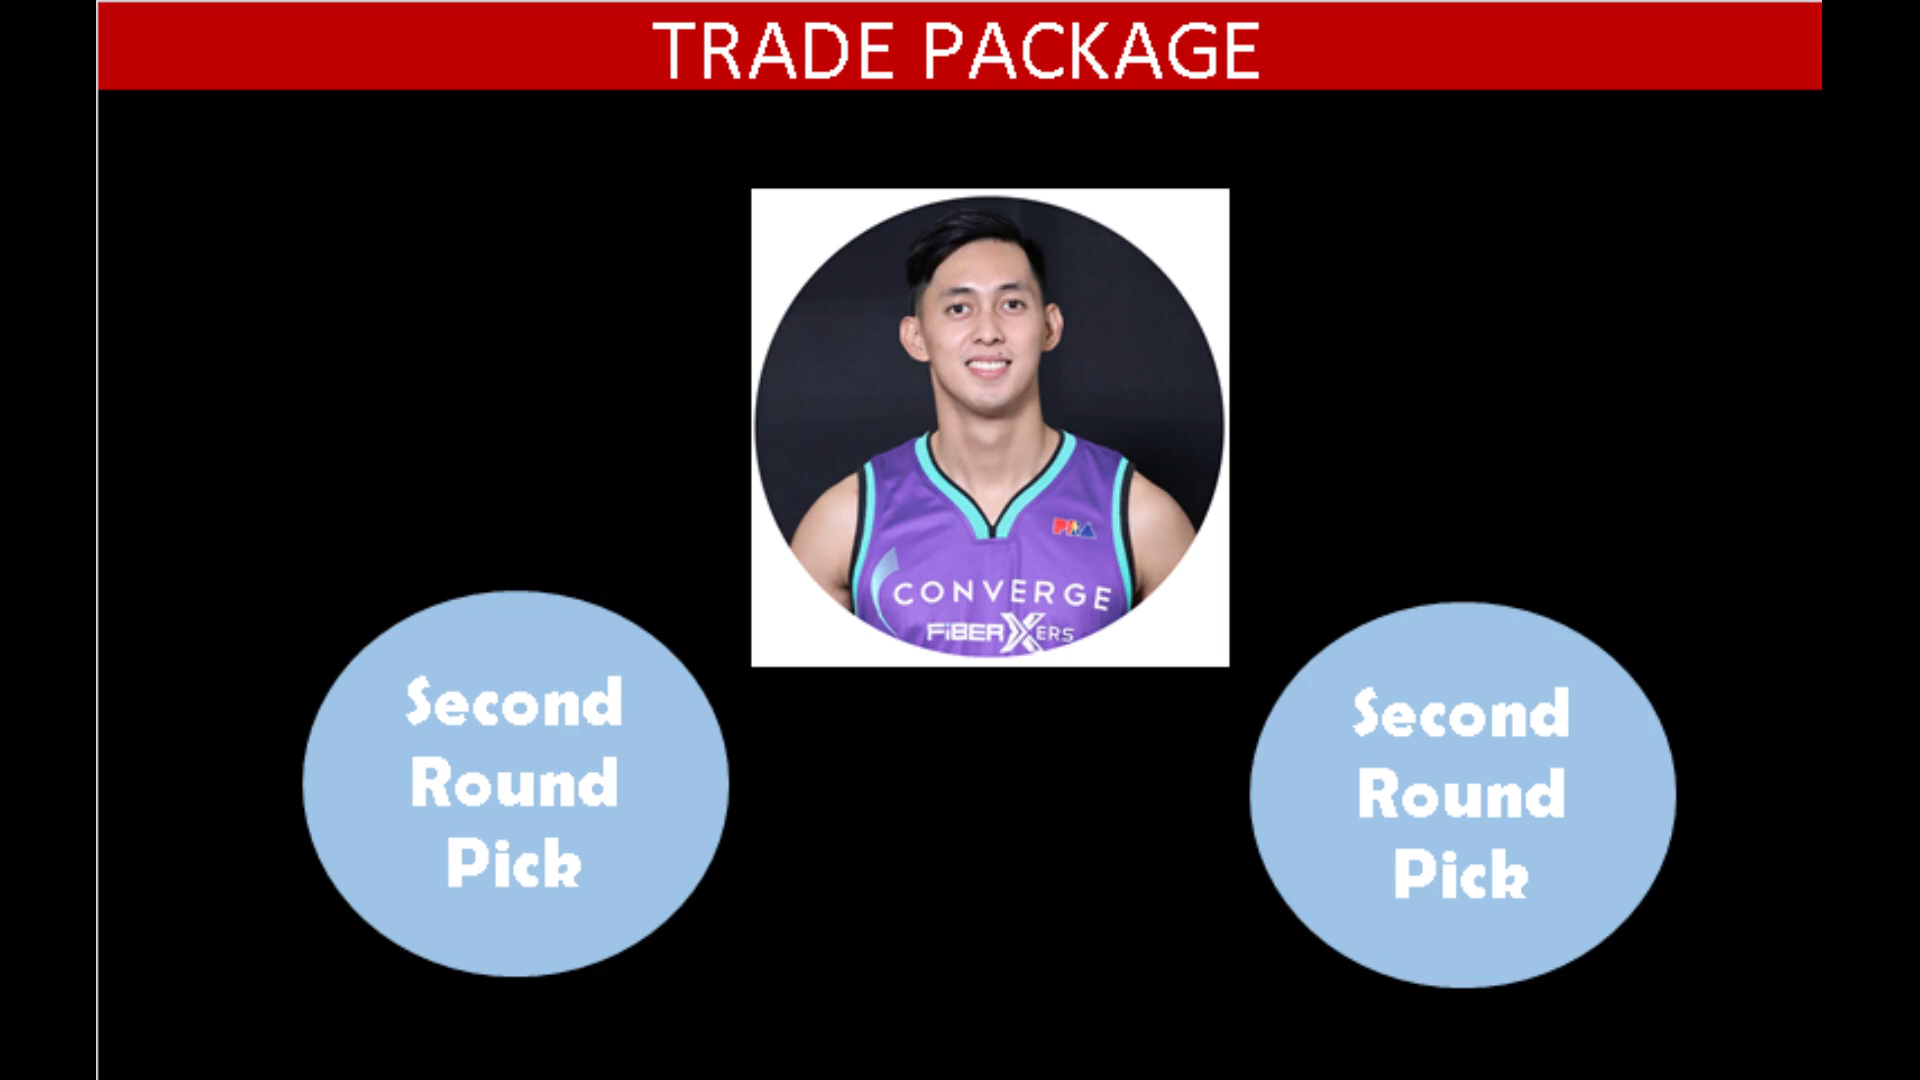 TRADE PACKAGE
PBA
CONVERGE
FiBER XERS
Second
Round
Pick
Second
Round
Pick